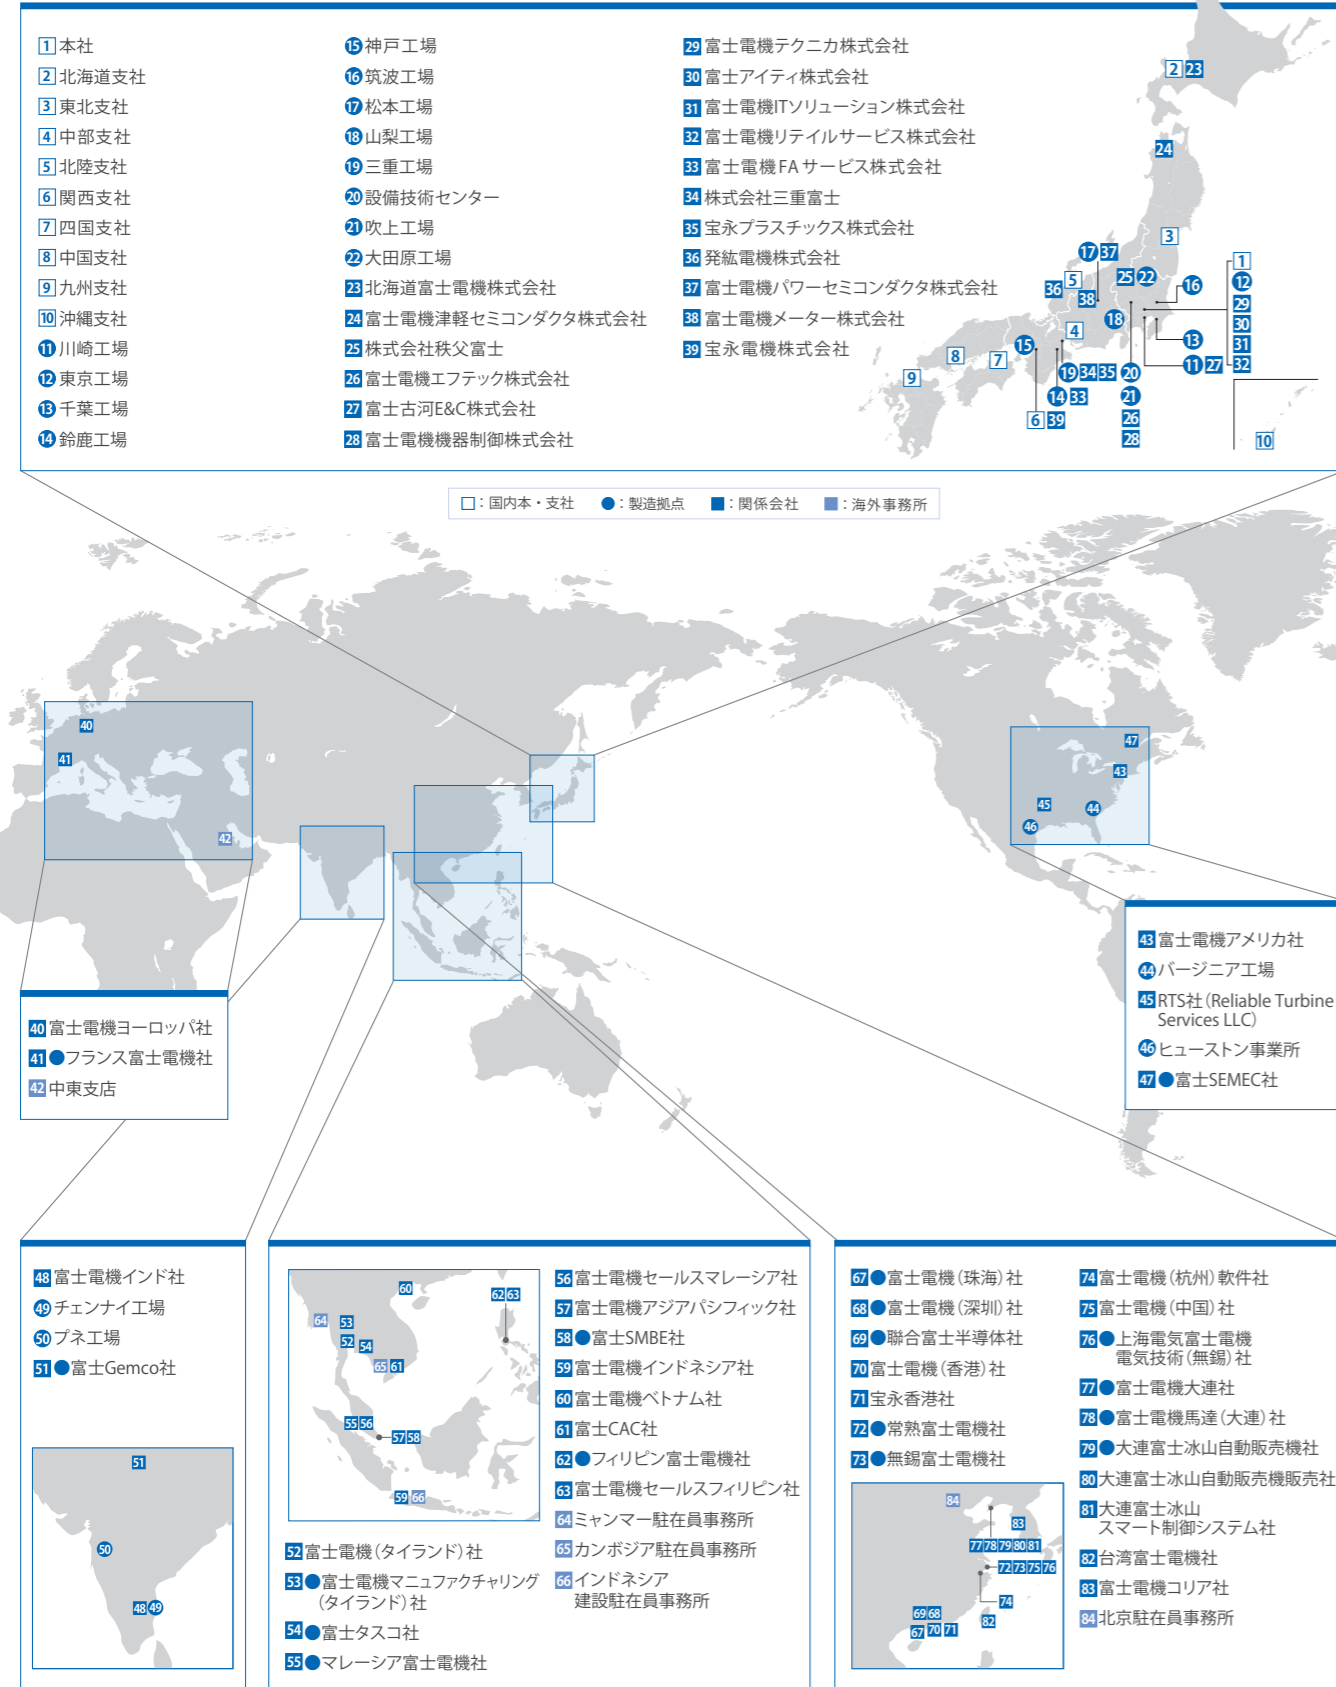 1 本社
2 北海道支社
3 東北支社
4 中部支社
5 北陸支社
6 関西支社
7 四国支社
8 中国支社
9 九州支社
10 沖縄支社
11 川崎工場
12 東京工場
13 千葉工場
14 鈴鹿工場
15 神戸工場
16 筑波工場
17 松本工場
18 山梨工場
19 三重工場
20 設備技術センター
21 吹上工場
22 大田原工場
23 北海道富士電機株式会社
24 富士電機津軽セミコンダクタ株式会社
25 株式会社秩父富士
26 富士電機エフテック株式会社
27 富士古河E&C株式会社
28 富士電機機器制御株式会社
29 富士電機テクニカ株式会社
30 富士アイティ株式会社
31 富士電機ITソリューション株式会社
32 富士電機リテイルサービス株式会社
33 富士電機FAサービス株式会社
34 株式会社三重富士
35 宝永プラスチックス株式会社
36 発紘電機株式会社
37 富士電機パワーセミコンダクタ株式会社
38 富士電機メーター株式会社
39 宝永電機株式会社
2 23
24
3
17 37
5
36
38
25 22
16
1
12
29
30
31
32
18
4
15
13
8
7
9
19 34 35
20
11 27
14 33
21
6 39
26
28
10
□：国内本・支社 ●：製造拠点 ■：関係会社 ■：海外事務所
40
41
42
47
43
45
44
46
40 富士電機ヨーロッパ社
41 ●フランス富士電機社
42 中東支店
43 富士電機アメリカ社
44 バージニア工場
45 RTS社（Reliable Turbine
Services LLC）
46 ヒューストン事業所
47 ●富士SEMEC社
48 富士電機インド社
49 チェンナイ工場
50 プネ工場
51 ●富士Gemco社
51
50
48 49
60
62 63
64
53
52
54
65 61
55 56
57 58
59 66
52 富士電機（タイランド）社
53 ●富士電機マニュファクチャリング
（タイランド）社
54 ●富士タスコ社
55 ●マレーシア富士電機社
56 富士電機セールスマレーシア社
57 富士電機アジアパシフィック社
58 ●富士SMBE社
59 富士電機インドネシア社
60 富士電機ベトナム社
61 富士CAC社
62 ●フィリピン富士電機社
63 富士電機セールスフィリピン社
64 ミャンマー駐在員事務所
65 カンボジア駐在員事務所
66 インドネシア
建設駐在員事務所
67 ●富士電機（珠海）社
68 ●富士電機（深圳）社
69 ●聯合富士半導体社
70 富士電機（香港）社
71 宝永香港社
72 ●常熟富士電機社
73 ●無錫富士電機社
84
83
77 78 79 80 81
72 73 75 76
74
69 68
82
67 70 71
74 富士電機（杭州）軟件社
75 富士電機（中国）社
76 ●上海電気富士電機
電気技術（無錫）社
77 ●富士電機大連社
78 ●富士電機馬達（大連）社
79 ●大連富士冰山自動販売機社
80 大連富士冰山自動販売機販売社
81 大連富士冰山
スマート制御システム社
82 台湾富士電機社
83 富士電機コリア社
84 北京駐在員事務所